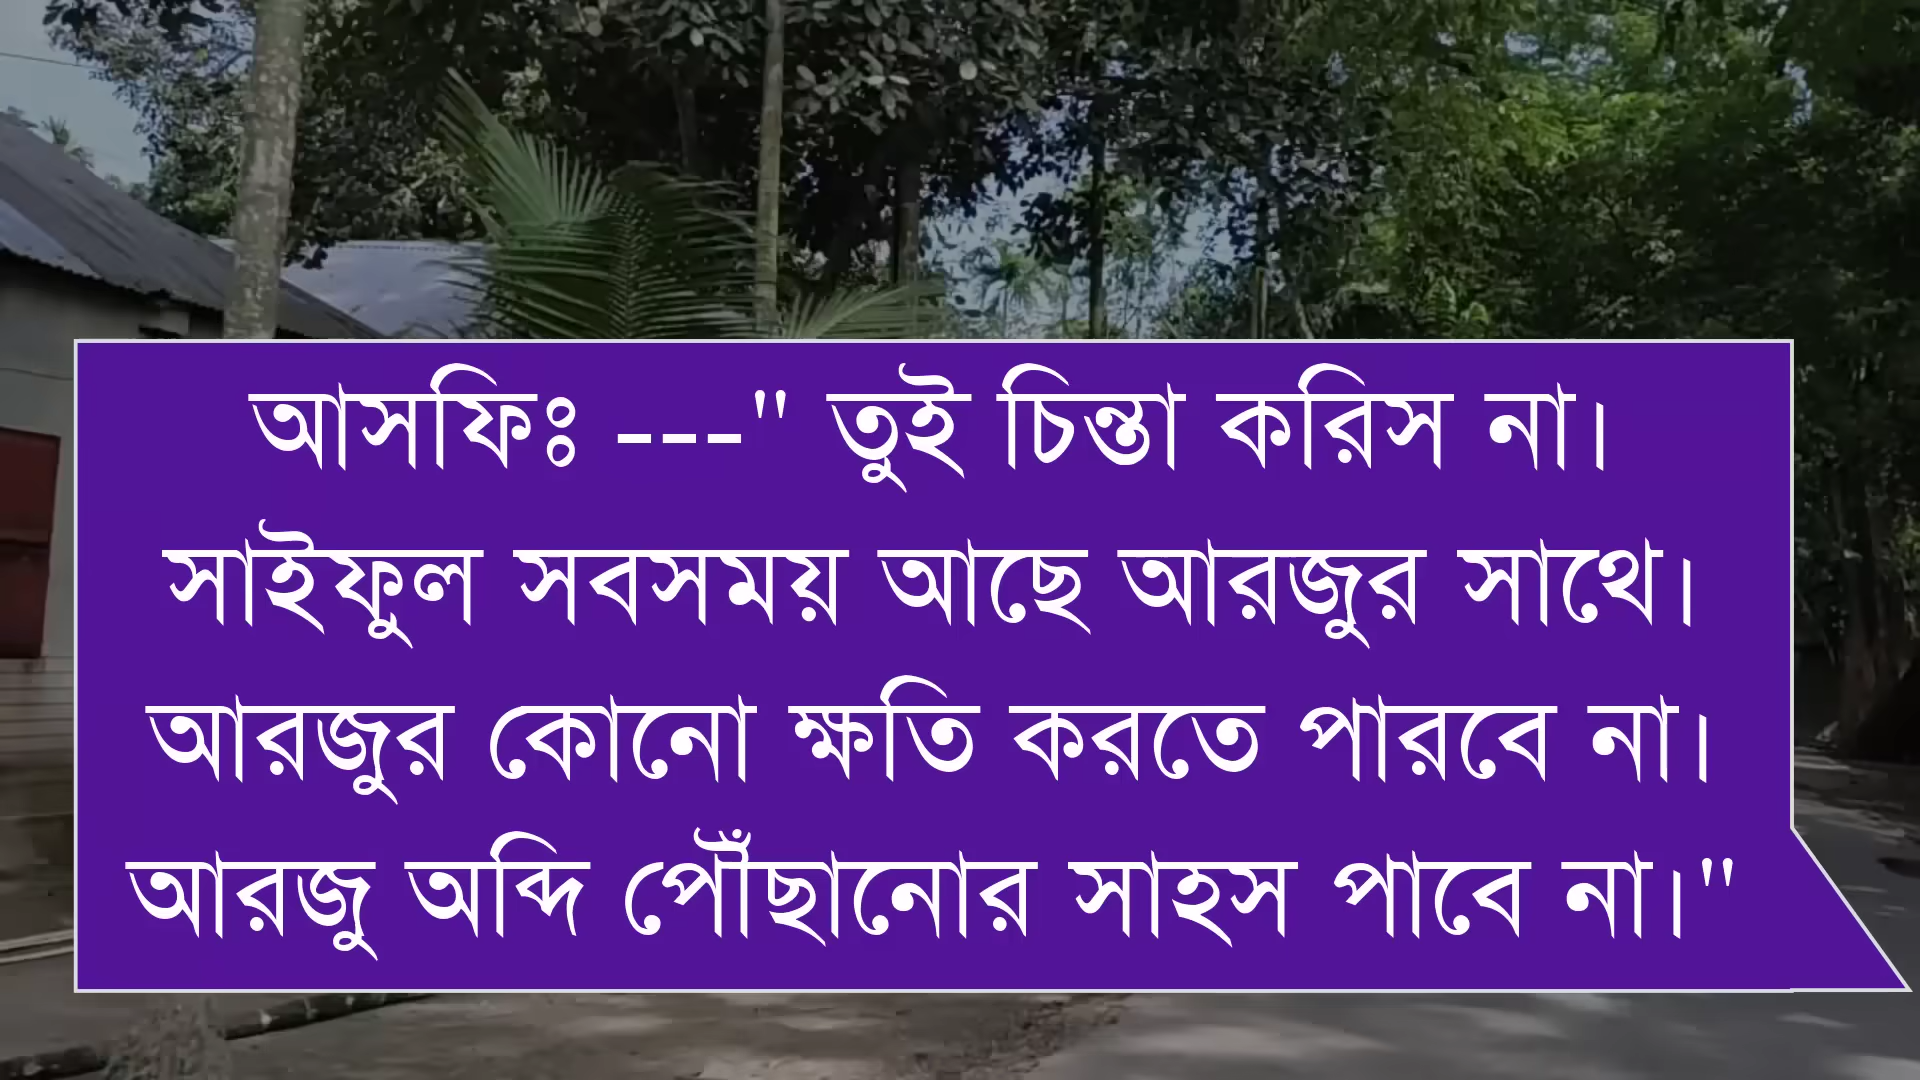 আসফিঃ ---" তুই চিন্তা করিস না।
সাইফুল সবসময় আছে আরজুর সাথে।
আরজুর কোনো ক্ষতি করতে পারবে না।
আরজু অব্দি পৌঁছানোর সাহস পাবে না।"